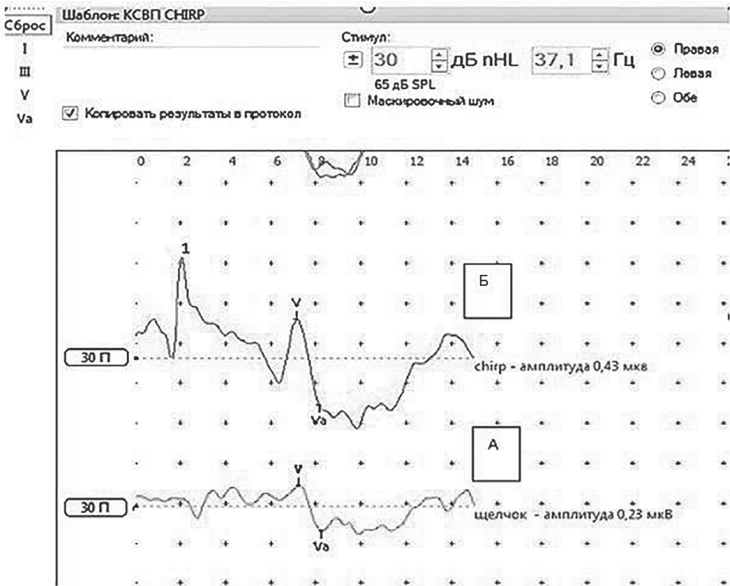 Шаблон: КСВП CHIRP
Сброс
I
III
V
Va
Комментарий:
Копировать результаты в протокол
Стимул:
± 30 дБ nHL 37,1 Гц
65 дБ SPL
Маскировочный шум
Правая
Левая
Обе
0 2 4 6 8 10 12 14 16 18 20 22 24
1
V
Б
30 П
chirp - амплитуда 0,43 мкв
Va
А
V
30 П
щелчок - амплитуда 0,23 мкВ
Va